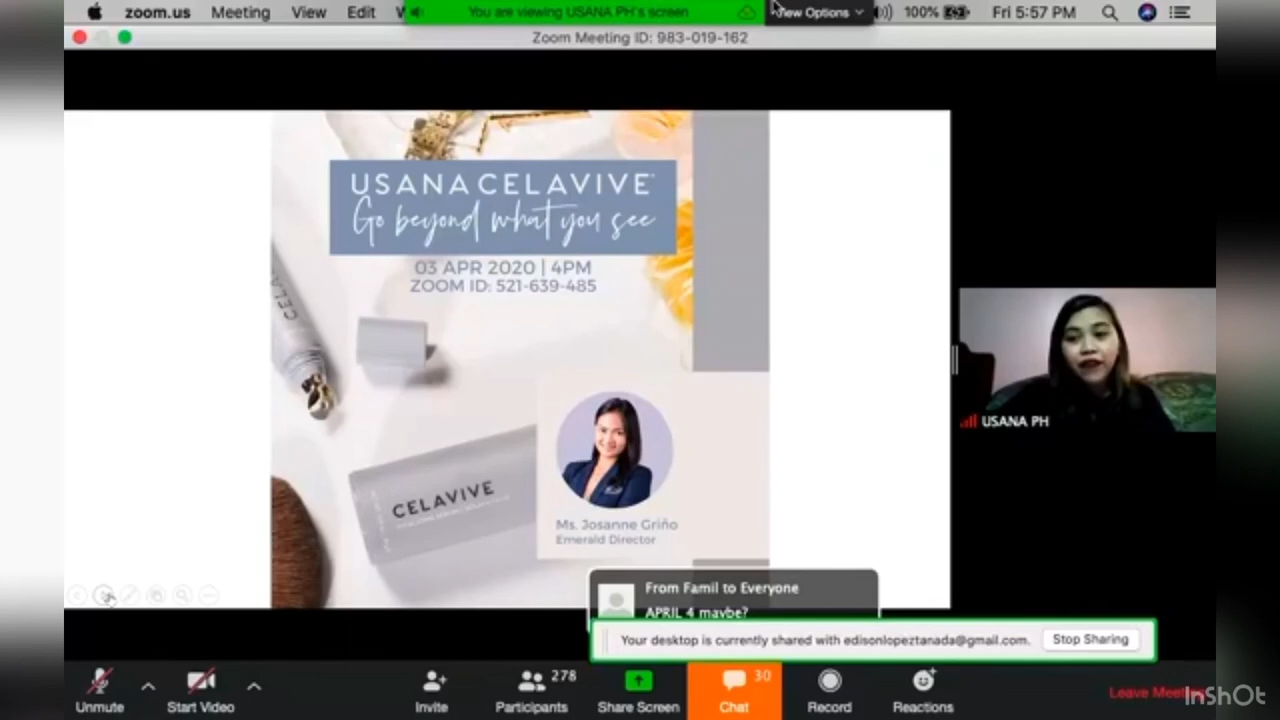 zoom.us Meeting View Edit You are viewing USANA PH's screen View Options 100% Fri 5:57 PM
Zoom Meeting ID: 983-019-162
USANA CELAVIVE
Go beyond what you see
03 APR 2020 | 4PM
ZOOM ID: 521-639-485
CELAVIVE
Ms. Josanne Griño
Emerald Director
USANA PH
From Famil to Everyone
APRIL 4 maybe?
Your desktop is currently shared with edisonlopeztanada@gmail.com. Stop Sharing
278 30
Unmute Start Video Invite Participants Share Screen Chat Record Reactions Leave Meeting
InShOt